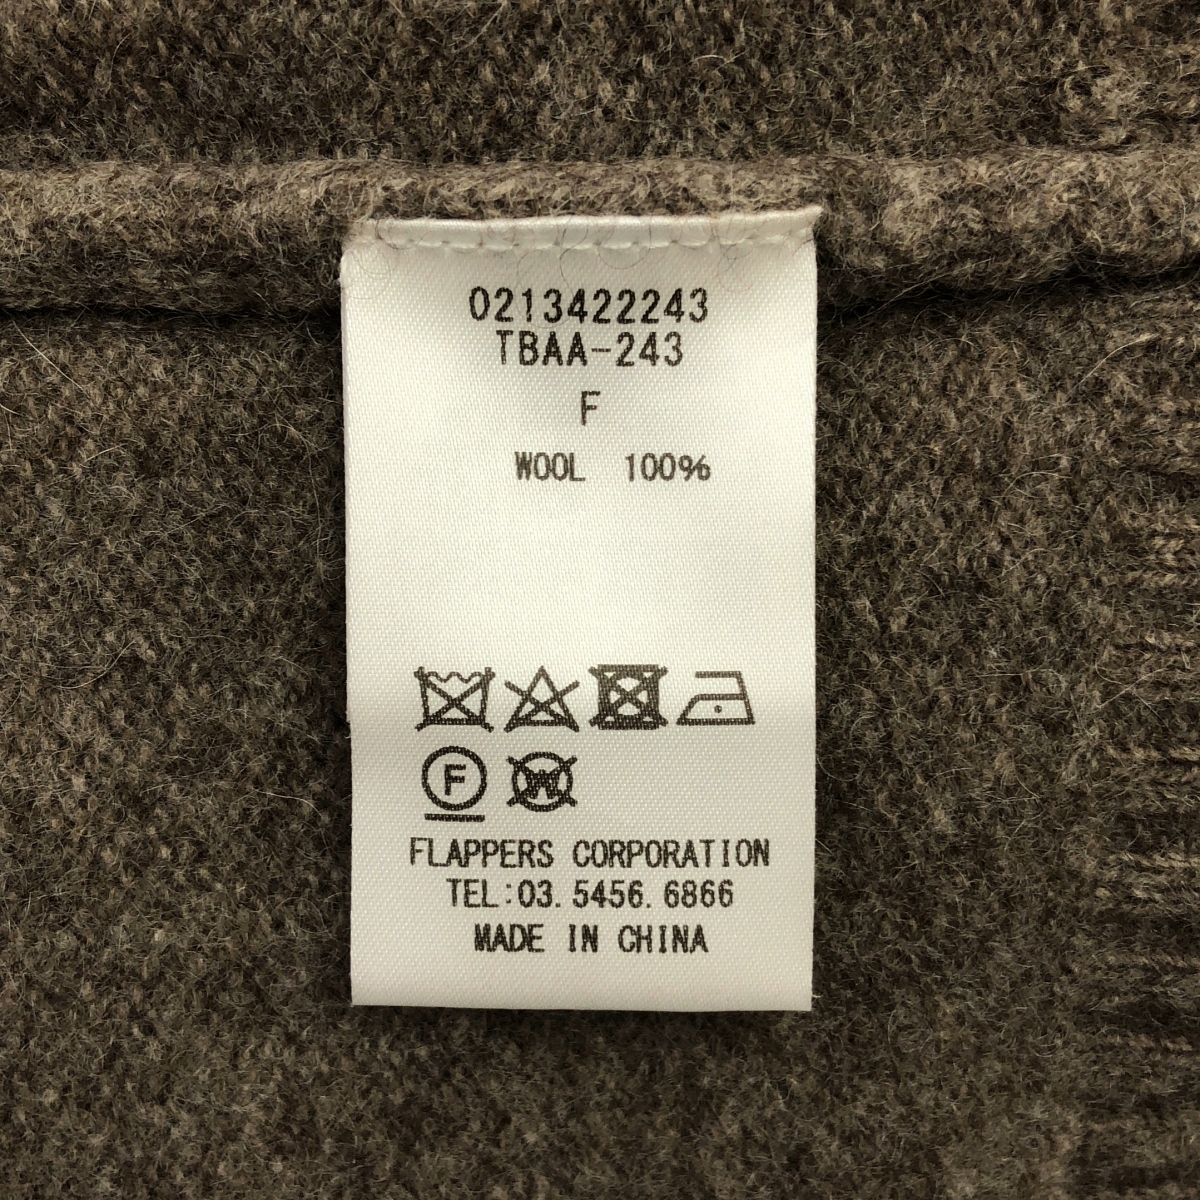 0213422243
TBAA-243
F
WOOL 100%
F W
FLAPPERS CORPORATION
TEL:03.5456.6866
MADE IN CHINA